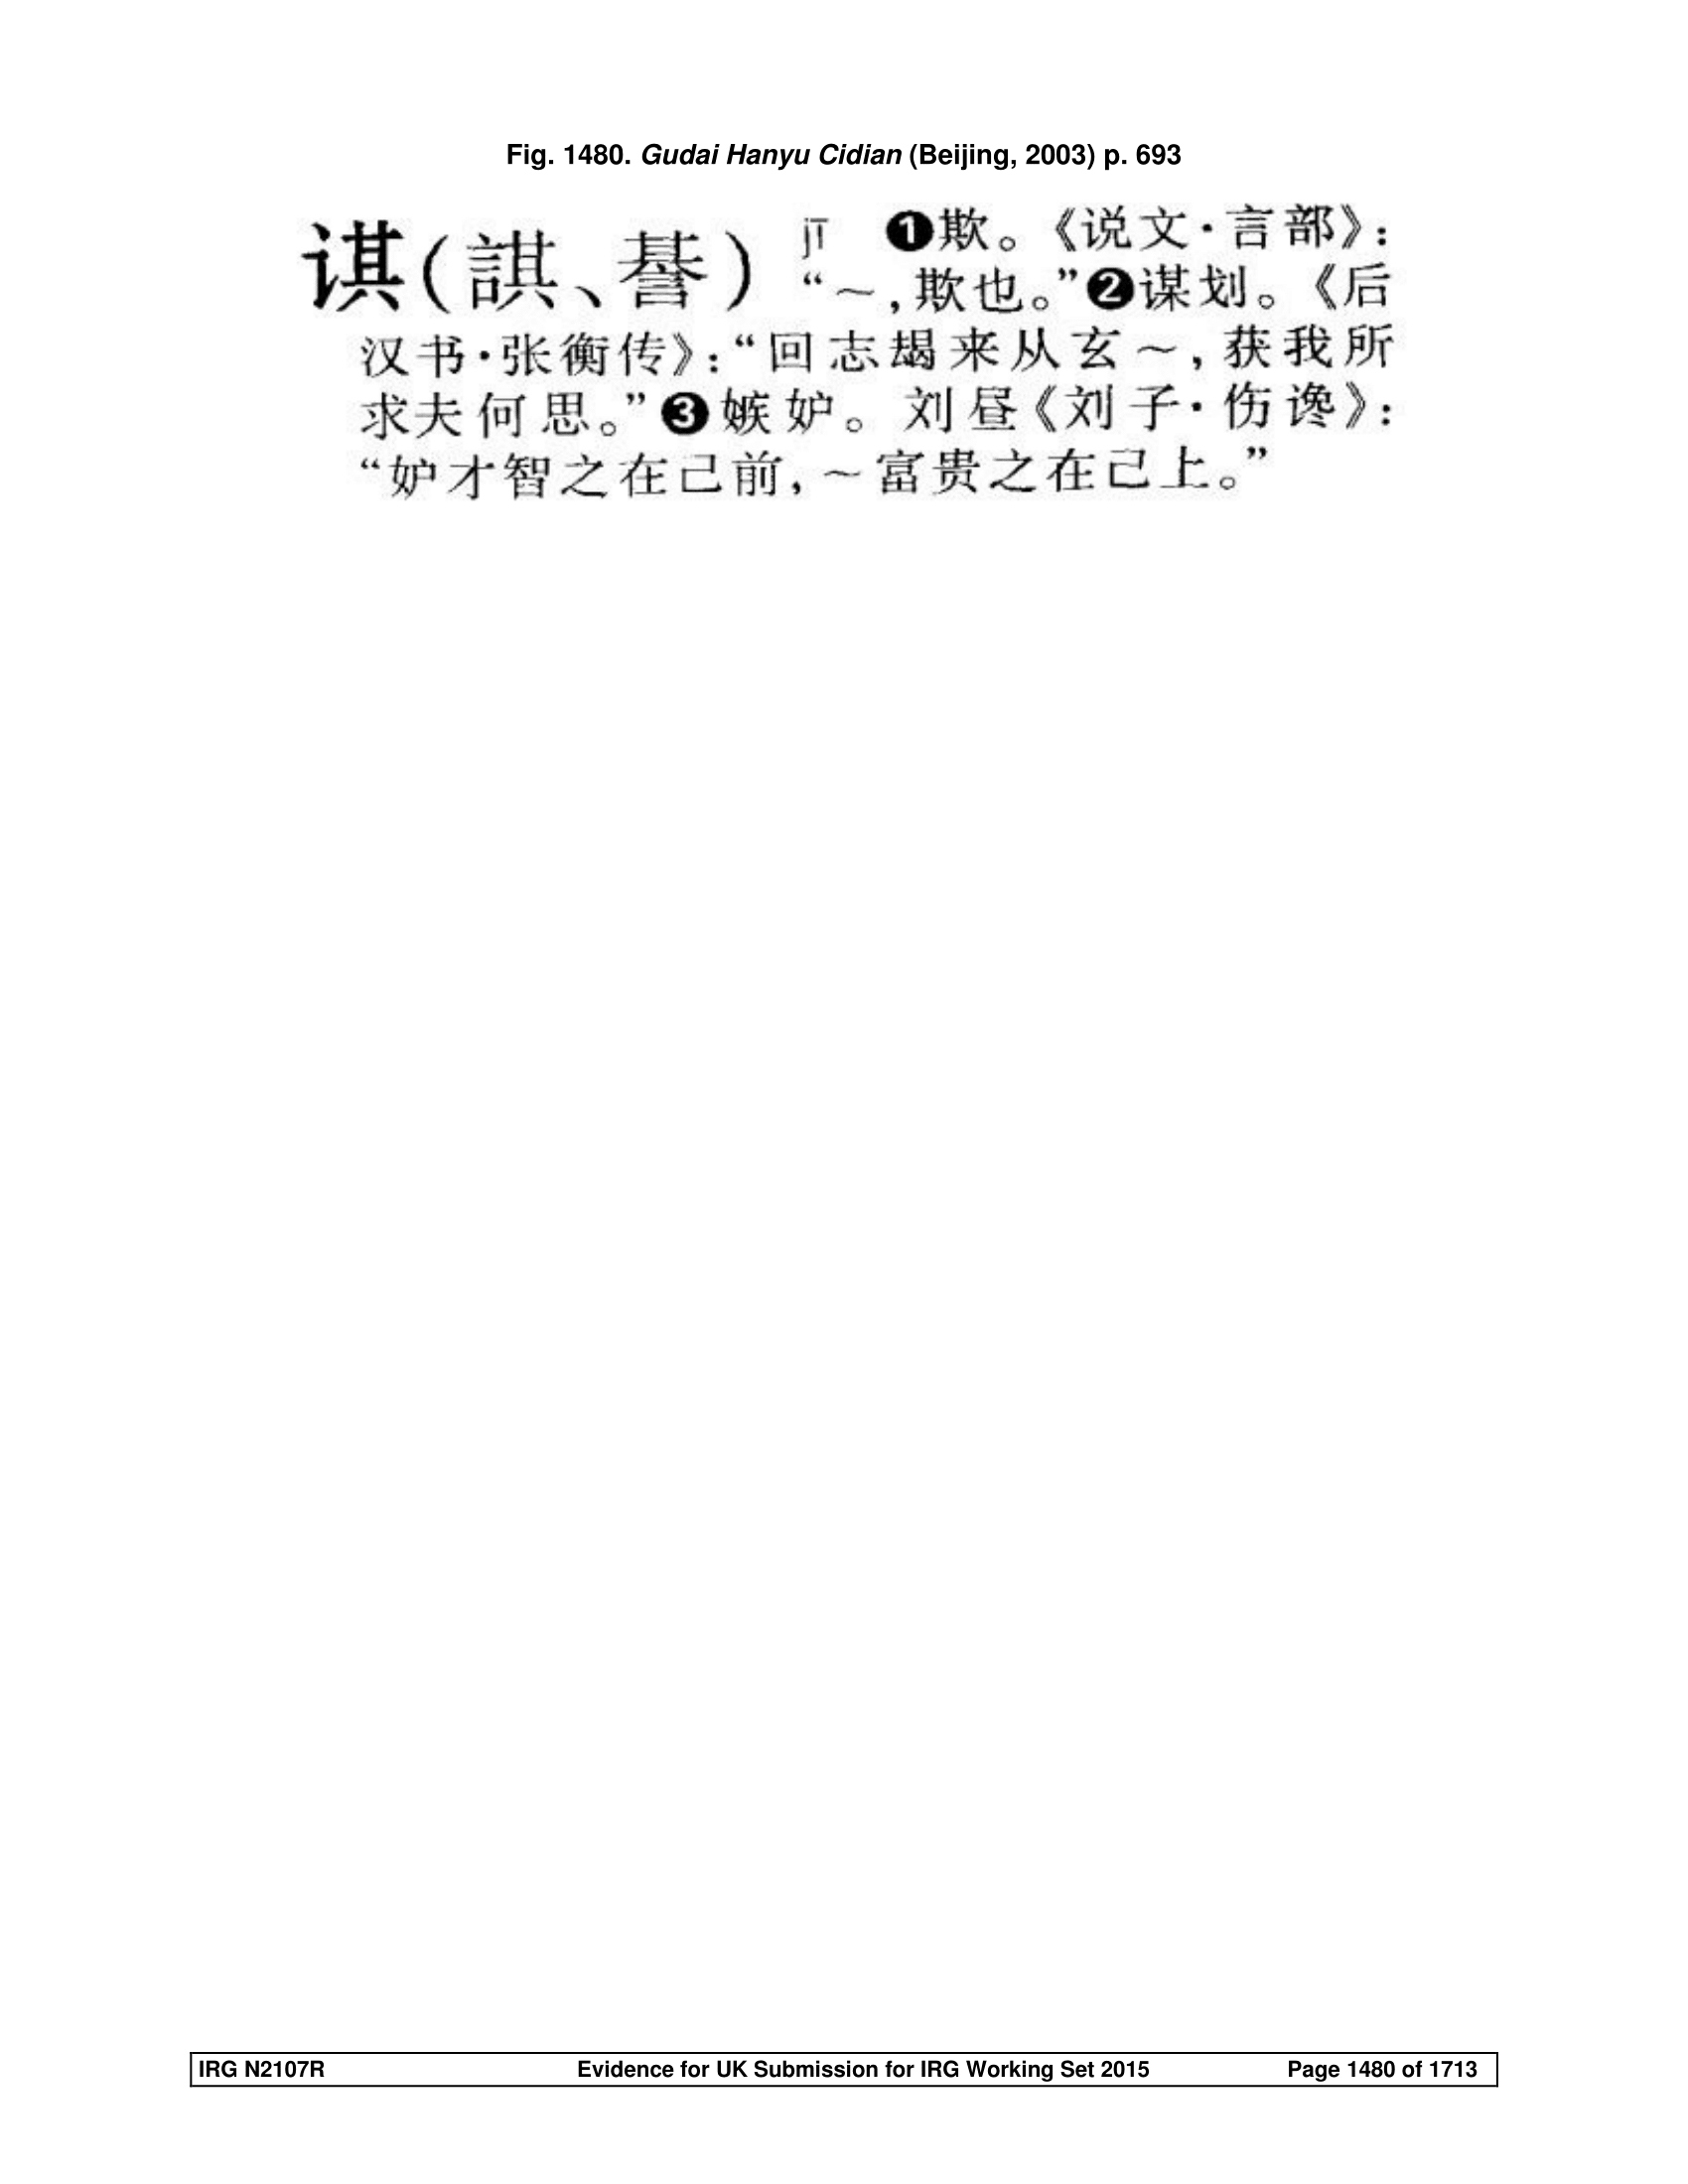 Fig. 1480. Gudai Hanyu Cidian (Beijing, 2003) p. 693
⿰讠其(諆、諅) jī ❶欺。《说文·言部》:
“~,欺也。”❷谋划。《后
汉书·张衡传》:“回志朅来从玄~,获我所
求夫何思。”❸嫉妒。刘昼《刘子·伤谗》:
“妒才智之在己前,~富贵之在己上。”
IRG N2107R Evidence for UK Submission for IRG Working Set 2015 Page 1480 of 1713